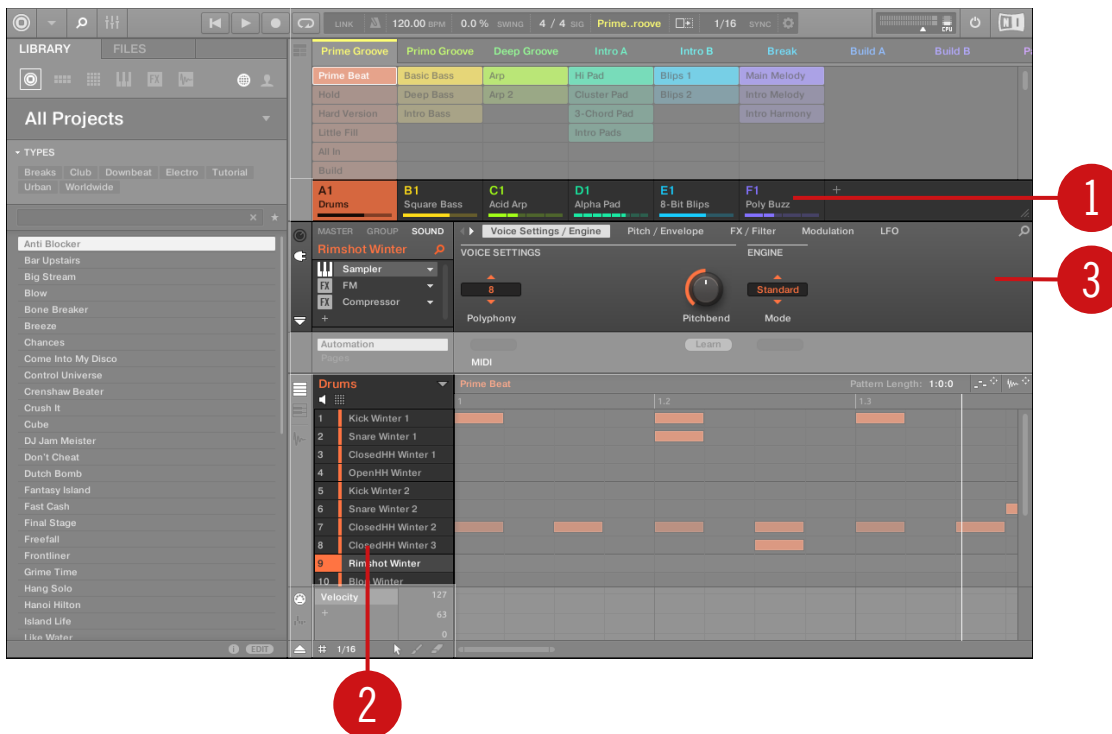 LINK 120.00 BPM 0.0 % SWING 4 / 4 SIG Prime..roove 1/16 SYNC CPU
LIBRARY FILES
FX
All Projects
TYPES
Breaks Club Downbeat Electro Tutorial
Urban Worldwide
Anti Blocker
Bar Upstairs
Big Stream
Blow
Bone Breaker
Breeze
Chances
Come Into My Disco
Control Universe
Crenshaw Beater
Crush It
Cube
DJ Jam Meister
Don't Cheat
Dutch Bomb
Fantasy Island
Fast Cash
Final Stage
Freefall
Frontliner
Grime Time
Hang Solo
Hanoi Hilton
Island Life
Like Water
EDIT
Prime Groove Primo Groove Deep Groove Intro A Intro B Break Build A Build B
Prime Beat Basic Bass Arp Hi Pad Blips 1 Main Melody
Hold Deep Bass Arp 2 Cluster Pad Blips 2 Intro Melody
Hard Version Intro Bass 3-Chord Pad Intro Harmony
Little Fill Intro Pads
All In
Build
A1 B1 C1 D1 E1 F1 +
Drums Square Bass Acid Arp Alpha Pad 8-Bit Blips Poly Buzz
1
MASTER GROUP SOUND
Rimshot Winter
Sampler
FX FM
FX Compressor
+
Voice Settings / Engine Pitch / Envelope FX / Filter Modulation LFO
VOICE SETTINGS ENGINE
8 Standard
Polyphony Pitchbend Mode
3
Automation
Pages
Learn
MIDI
Drums
Prime Beat Pattern Length: 1:0:0
1 1.2 1.3
1 Kick Winter 1
2 Snare Winter 1
3 ClosedHH Winter 1
4 OpenHH Winter
5 Kick Winter 2
6 Snare Winter 2
7 ClosedHH Winter 2
8 ClosedHH Winter 3
9 Rimshot Winter
10 Blog Winter
Velocity 127
+ 63
0
1/16
2